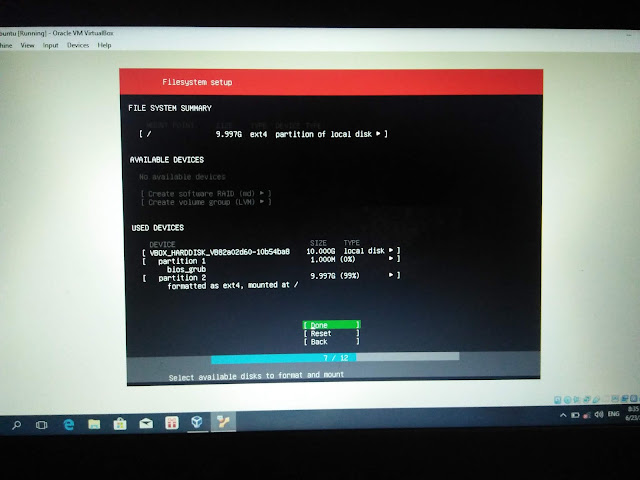 buntu [Running] - Oracle VM VirtualBox
hine View Input Devices Help
Filesystem setup
FILE SYSTEM SUMMARY
MOUNT POINT SIZE TYPE DEVICE TYPE
[ / 9.997G ext4 partition of local disk ▸ ]
AVAILABLE DEVICES
No available devices
[ Create software RAID (md) ▸ ]
[ Create volume group (LVM) ▸ ]
USED DEVICES
DEVICE SIZE TYPE
[ VBOX_HARDDISK_VB82a02d60-10b54ba8 10.000G local disk ▸ ]
[ partition 1 1.000M (0%) ▸ ]
bios_grub
[ partition 2 9.997G (99%) ▸ ]
formatted as ext4, mounted at /
[ Done ]
[ Reset ]
[ Back ]
7 / 12
Select available disks to format and mount
ENG
8:35
6/23/